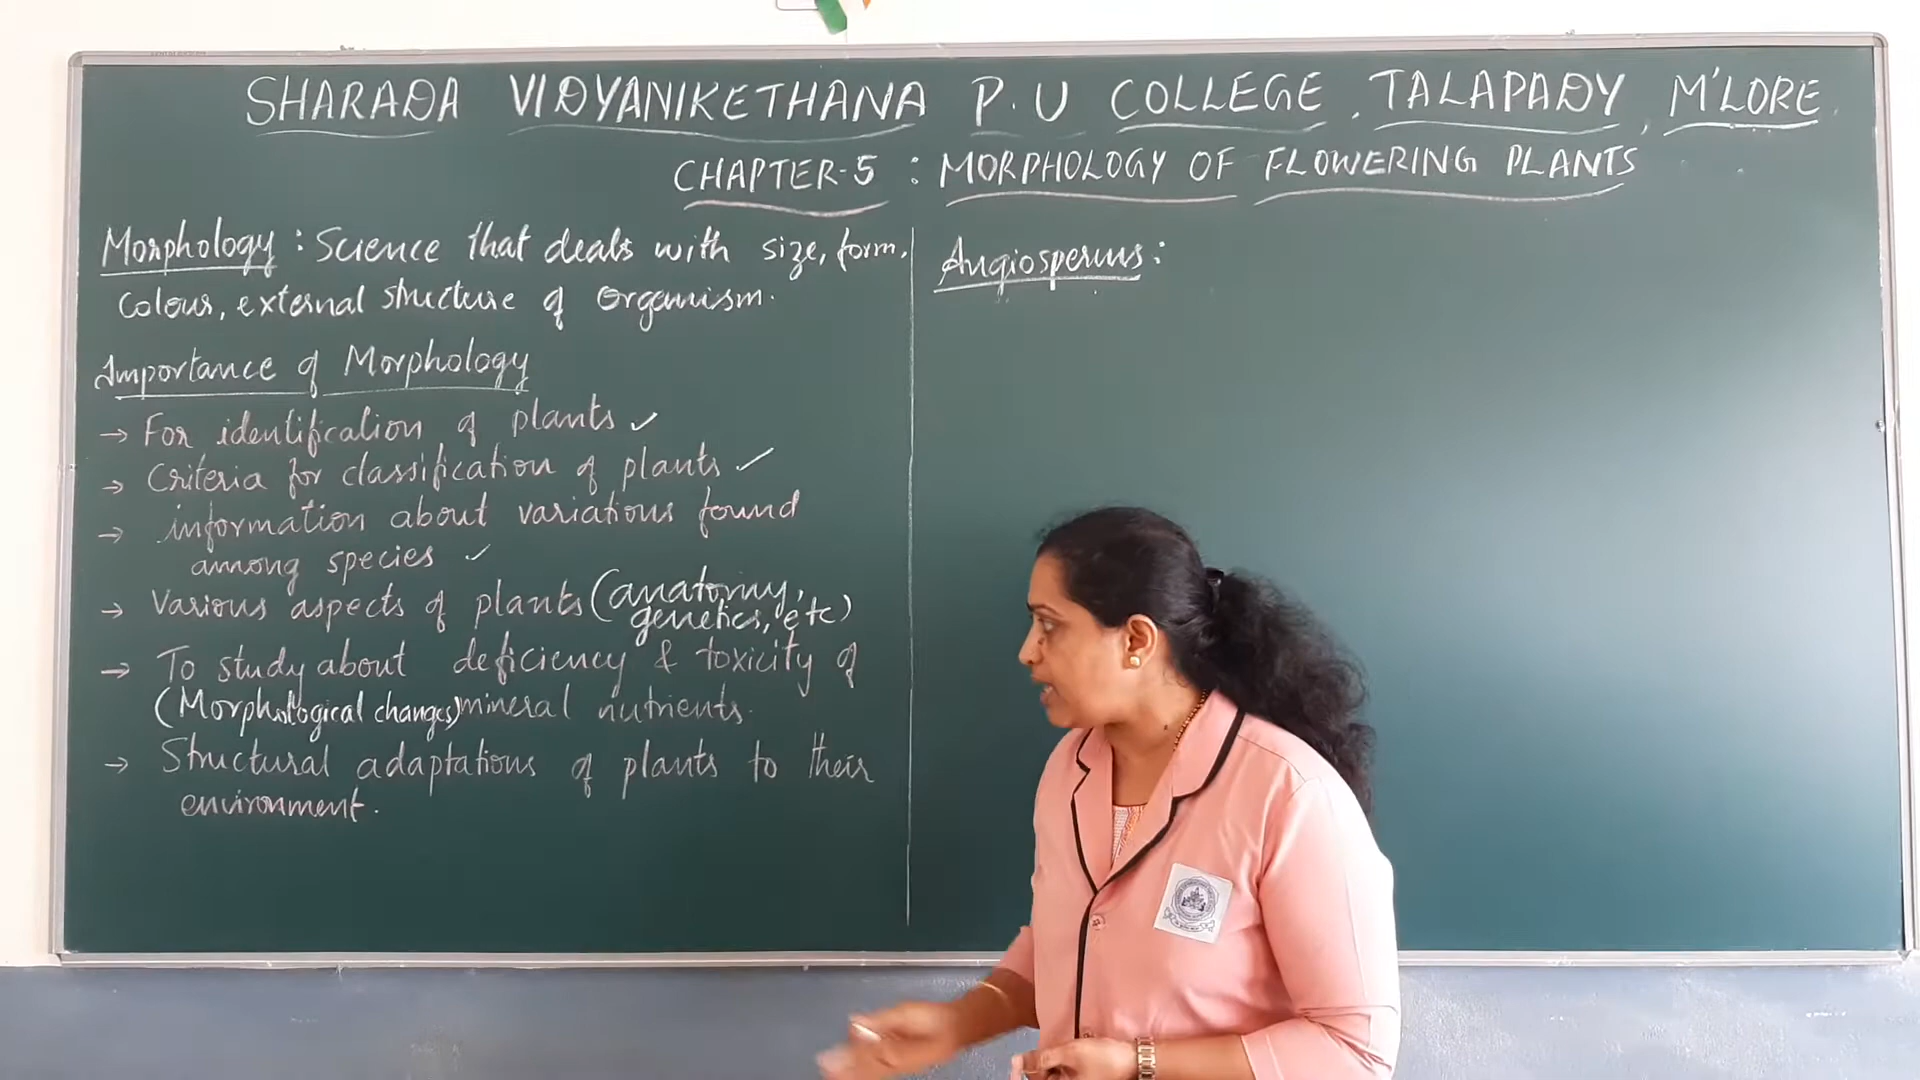 SHARADA VIDYANIKETHANA P.U COLLEGE, TALAPADY, M'LORE
CHAPTER-5 : MORPHOLOGY OF FLOWERING PLANTS
Morphology : Science that deals with size, form,
colour, external structure of organism.
Importance of Morphology
→ For identification of plants ✓
→ Criteria for classification of plants ✓
→ information about variations found
among species ✓
→ Various aspects of plants (anatomy,
genetics, etc)
→ To study about deficiency & toxicity of
(Morphological changes) mineral nutrients.
→ Structural adaptations of plants to their
environment.
Angiosperms :